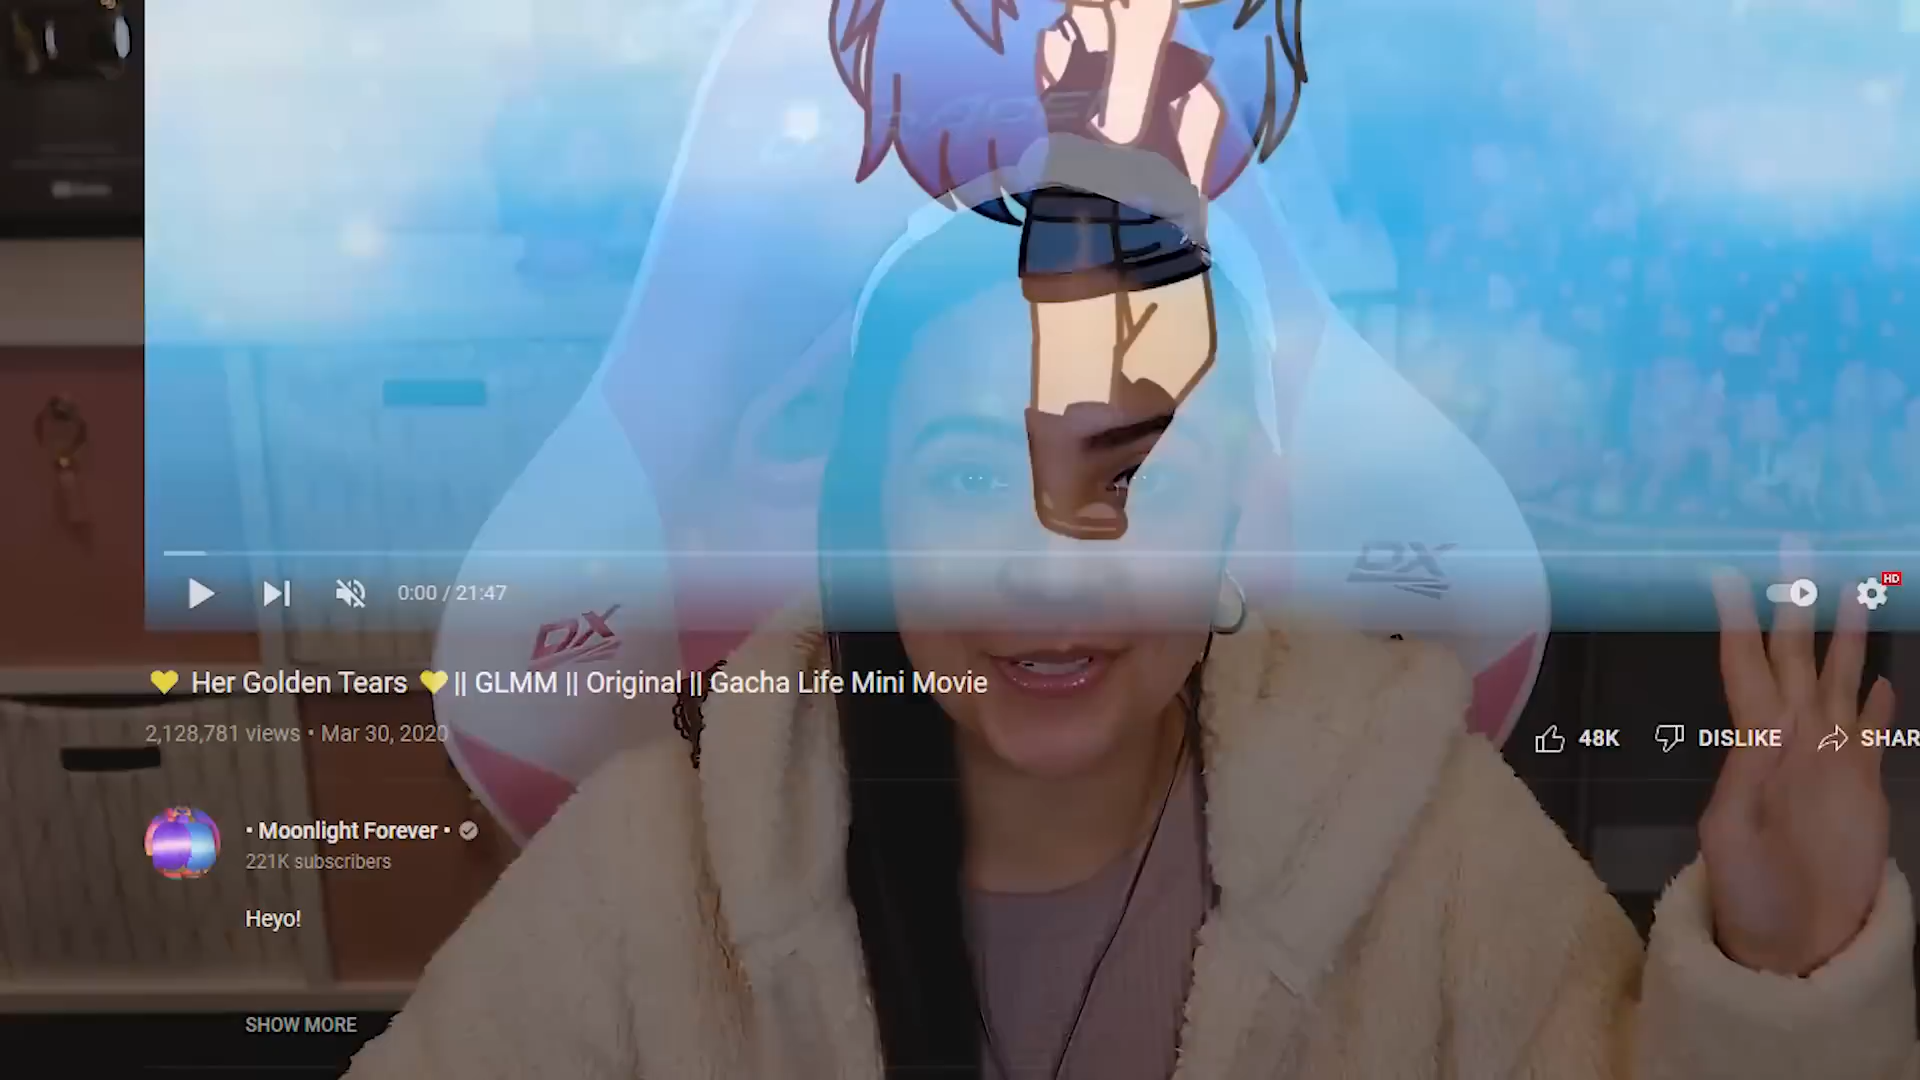 0:00 / 21:47
HD
DX
DX
💛 Her Golden Tears 💛 || GLMM || Original || Gacha Life Mini Movie
2,128,781 views • Mar 30, 2020
48K
DISLIKE
SHAR
• Moonlight Forever •
221K subscribers
Heyo!
SHOW MORE